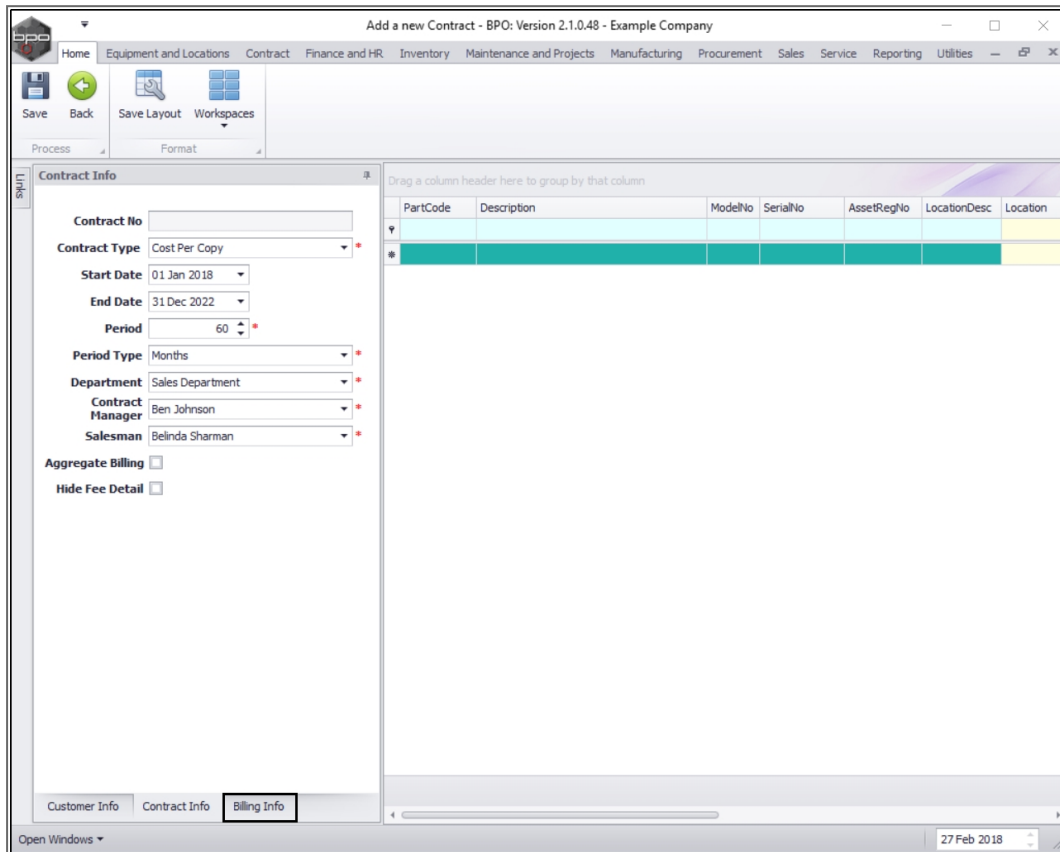 Add a new Contract - BPO: Version 2.1.0.48 - Example Company
bpo
Home Equipment and Locations Contract Finance and HR Inventory Maintenance and Projects Manufacturing Procurement Sales Service Reporting Utilities
Save Back Save Layout Workspaces
Process Format
Links
Contract Info
Drag a column header here to group by that column
PartCode Description ModelNo SerialNo AssetRegNo LocationDesc Location
Contract No
Contract Type Cost Per Copy *
Start Date 01 Jan 2018
End Date 31 Dec 2022
Period 60 *
Period Type Months *
Department Sales Department *
Contract
Manager Ben Johnson *
Salesman Belinda Sharman *
Aggregate Billing
Hide Fee Detail
Customer Info Contract Info Billing Info
Open Windows 27 Feb 2018